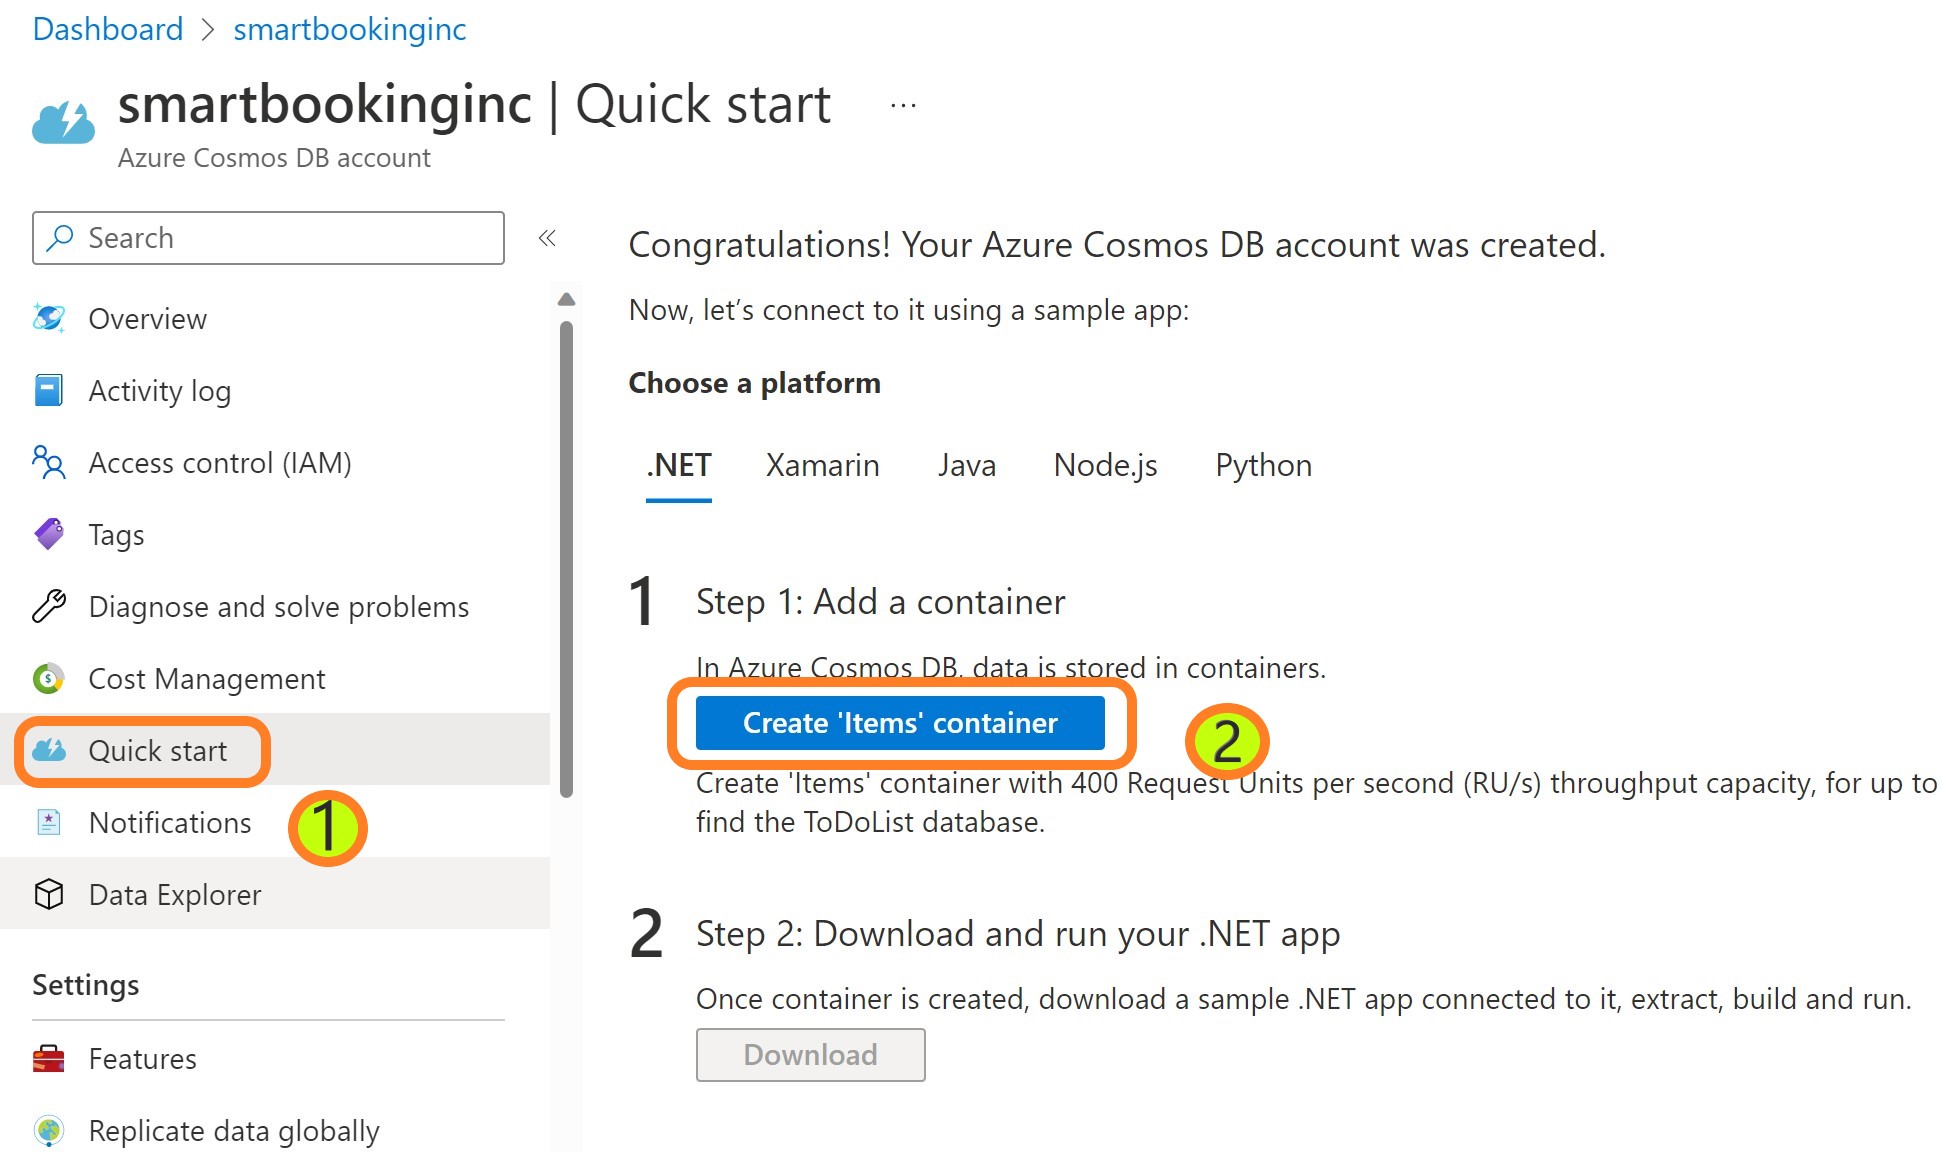 Dashboard > smartbookinginc
smartbookinginc | Quick start ...
Azure Cosmos DB account
Search «
Overview
Activity log
Access control (IAM)
Tags
Diagnose and solve problems
Cost Management
Quick start
Notifications
1
Data Explorer
Settings
Features
Replicate data globally
Congratulations! Your Azure Cosmos DB account was created.
Now, let’s connect to it using a sample app:
Choose a platform
.NET Xamarin Java Node.js Python
1 Step 1: Add a container
In Azure Cosmos DB, data is stored in containers.
Create 'Items' container
2
Create 'Items' container with 400 Request Units per second (RU/s) throughput capacity, for up to
find the ToDoList database.
2 Step 2: Download and run your .NET app
Once container is created, download a sample .NET app connected to it, extract, build and run.
Download